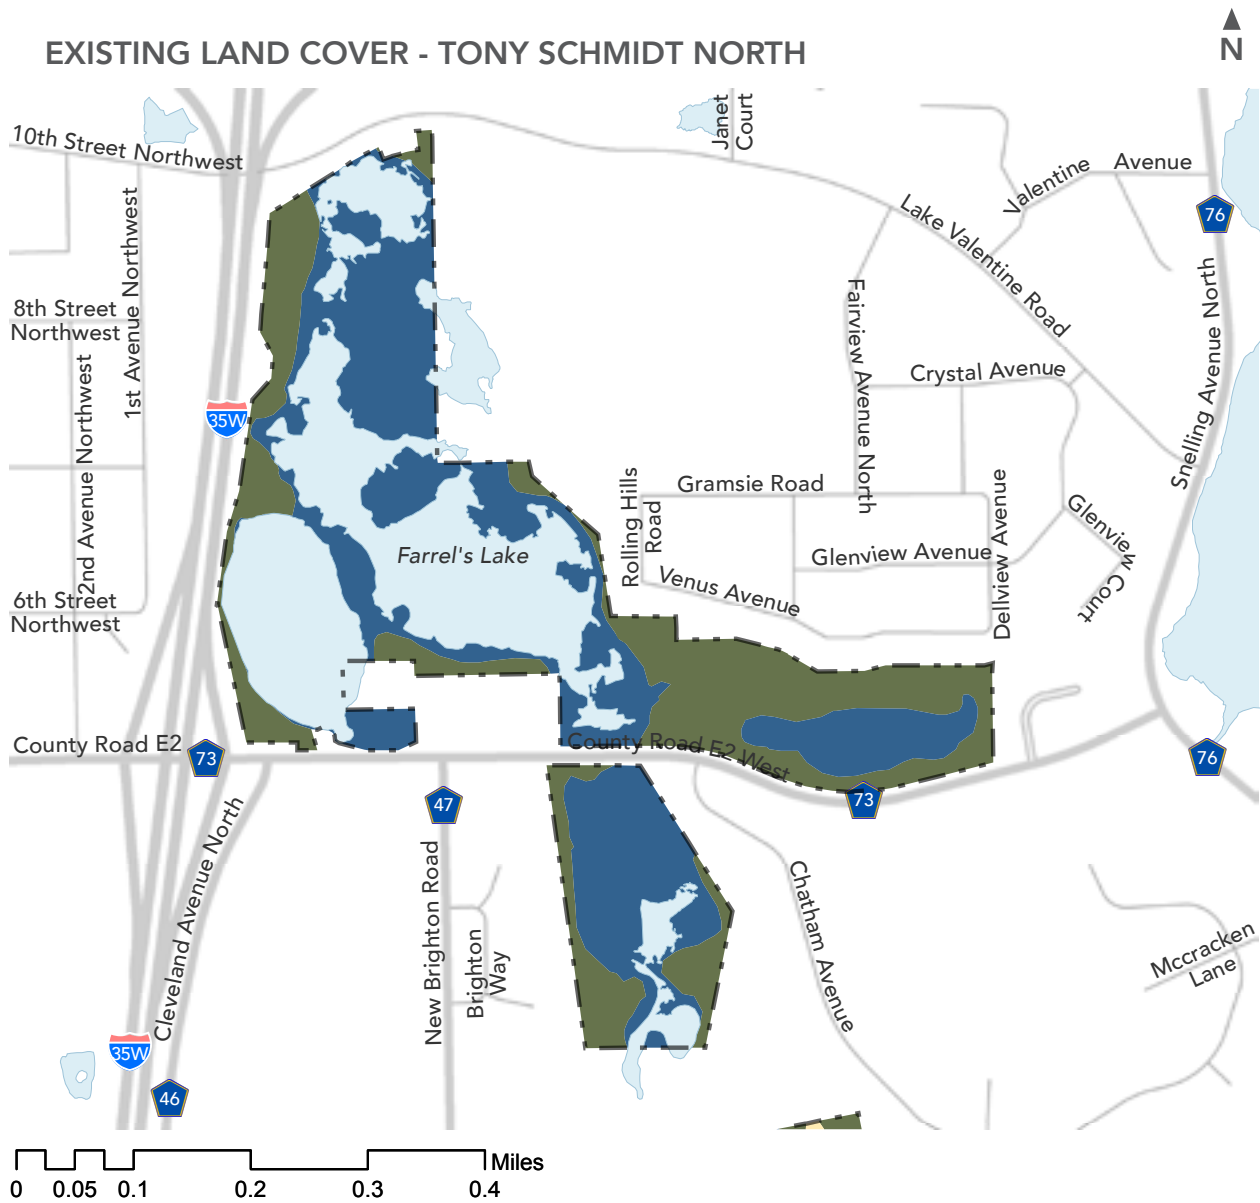 EXISTING LAND COVER - TONY SCHMIDT NORTH
N
10th Street Northwest
Janet
Court
Valentine Avenue
76
Lake Valentine Road
1st Avenue Northwest
8th Street
Northwest
Fairview Avenue North
Snelling Avenue North
2nd Avenue Northwest
Crystal Avenue
35W
Rolling Hills
Road
Gramsie Road
Dellview Avenue
Glenview Court
Farrel's Lake
Glenview Avenue
Venus Avenue
6th Street
Northwest
County Road E2
73
County Road E2 West
76
73
47
Cleveland Avenue North
New Brighton Road
Brighton
Way
Chatham Avenue
Mccracken
Lane
35W
46
Miles
0 0.05 0.1 0.2 0.3 0.4